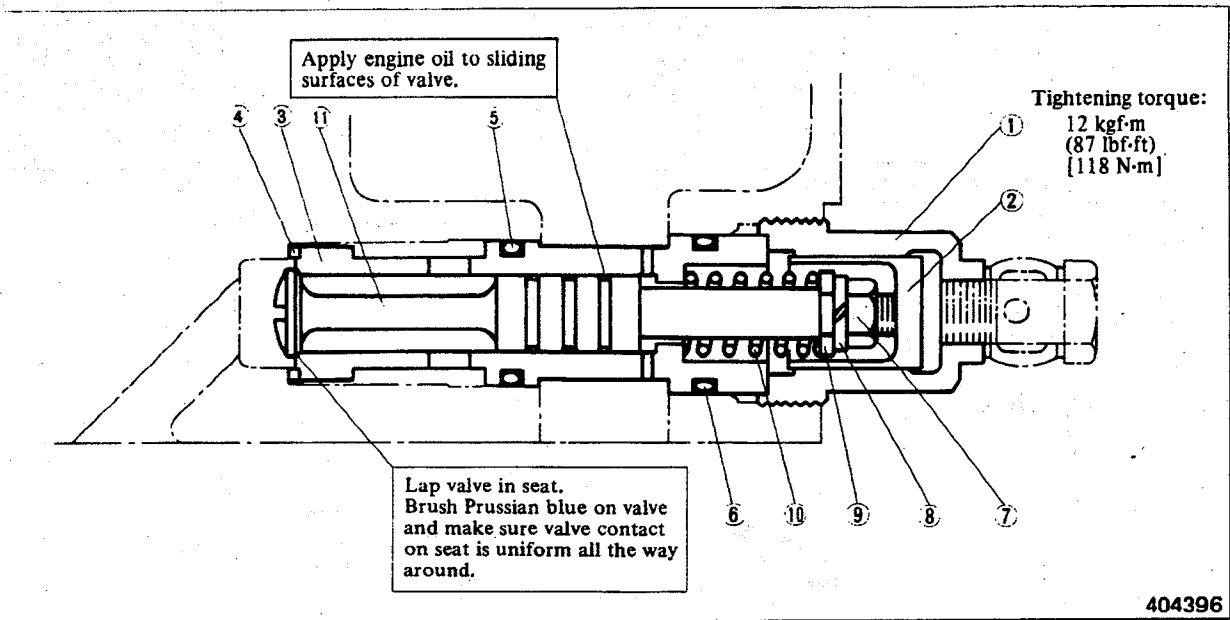 Apply engine oil to sliding
surfaces of valve.
Tightening torque:
12 kgf·m
(87 lbf·ft)
[118 N·m]
④ ③ ⑪ ⑤ ①
②
Lap valve in seat.
Brush Prussian blue on valve
and make sure valve contact
on seat is uniform all the way
around.
⑥ ⑩ ⑨ ⑧ ⑦
404396